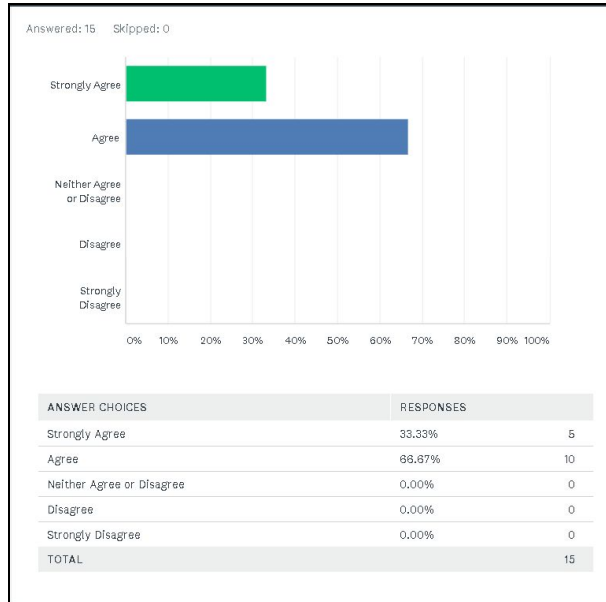 Answered: 15 Skipped: 0
Strongly Agree
Agree
Neither Agree
or Disagree
Disagree
Strongly
Disagree
0% 10% 20% 30% 40% 50% 60% 70% 80% 90% 100%
ANSWER CHOICES RESPONSES
Strongly Agree 33.33% 5
Agree 66.67% 10
Neither Agree or Disagree 0.00% 0
Disagree 0.00% 0
Strongly Disagree 0.00% 0
TOTAL 15